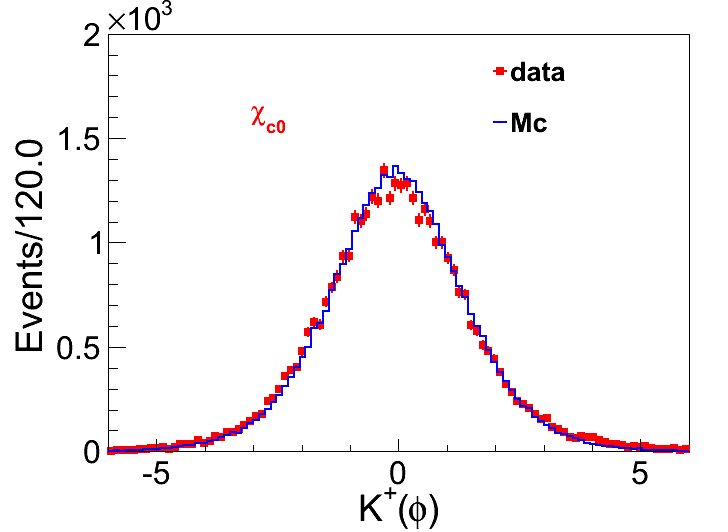 ×10³
2
1.5
1
0.5
0
Events/120.0
χc0
data
Mc
-5 0 5
K⁺(ϕ)